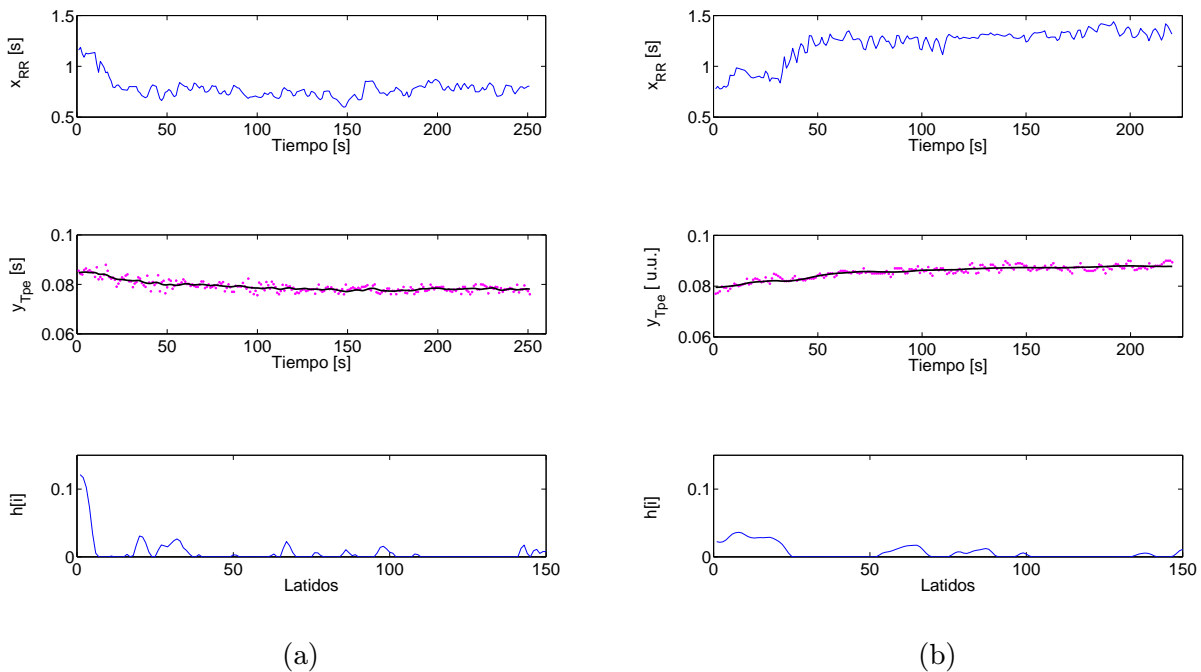 1.5
1
0.5
x_RR [s]
0 50 100 150 200 250
Tiempo [s]
0.1
0.08
0.06
y_Tpe [s]
0 50 100 150 200 250
Tiempo [s]
0.1
0
h[i]
0 50 100 150
Latidos
(a)
1.5
1
0.5
x_RR [s]
0 50 100 150 200
Tiempo [s]
0.1
0.08
0.06
y_Tpe [ u.u.]
0 50 100 150 200
Tiempo [s]
0.1
0
h[i]
0 50 100 150
Latidos
(b)